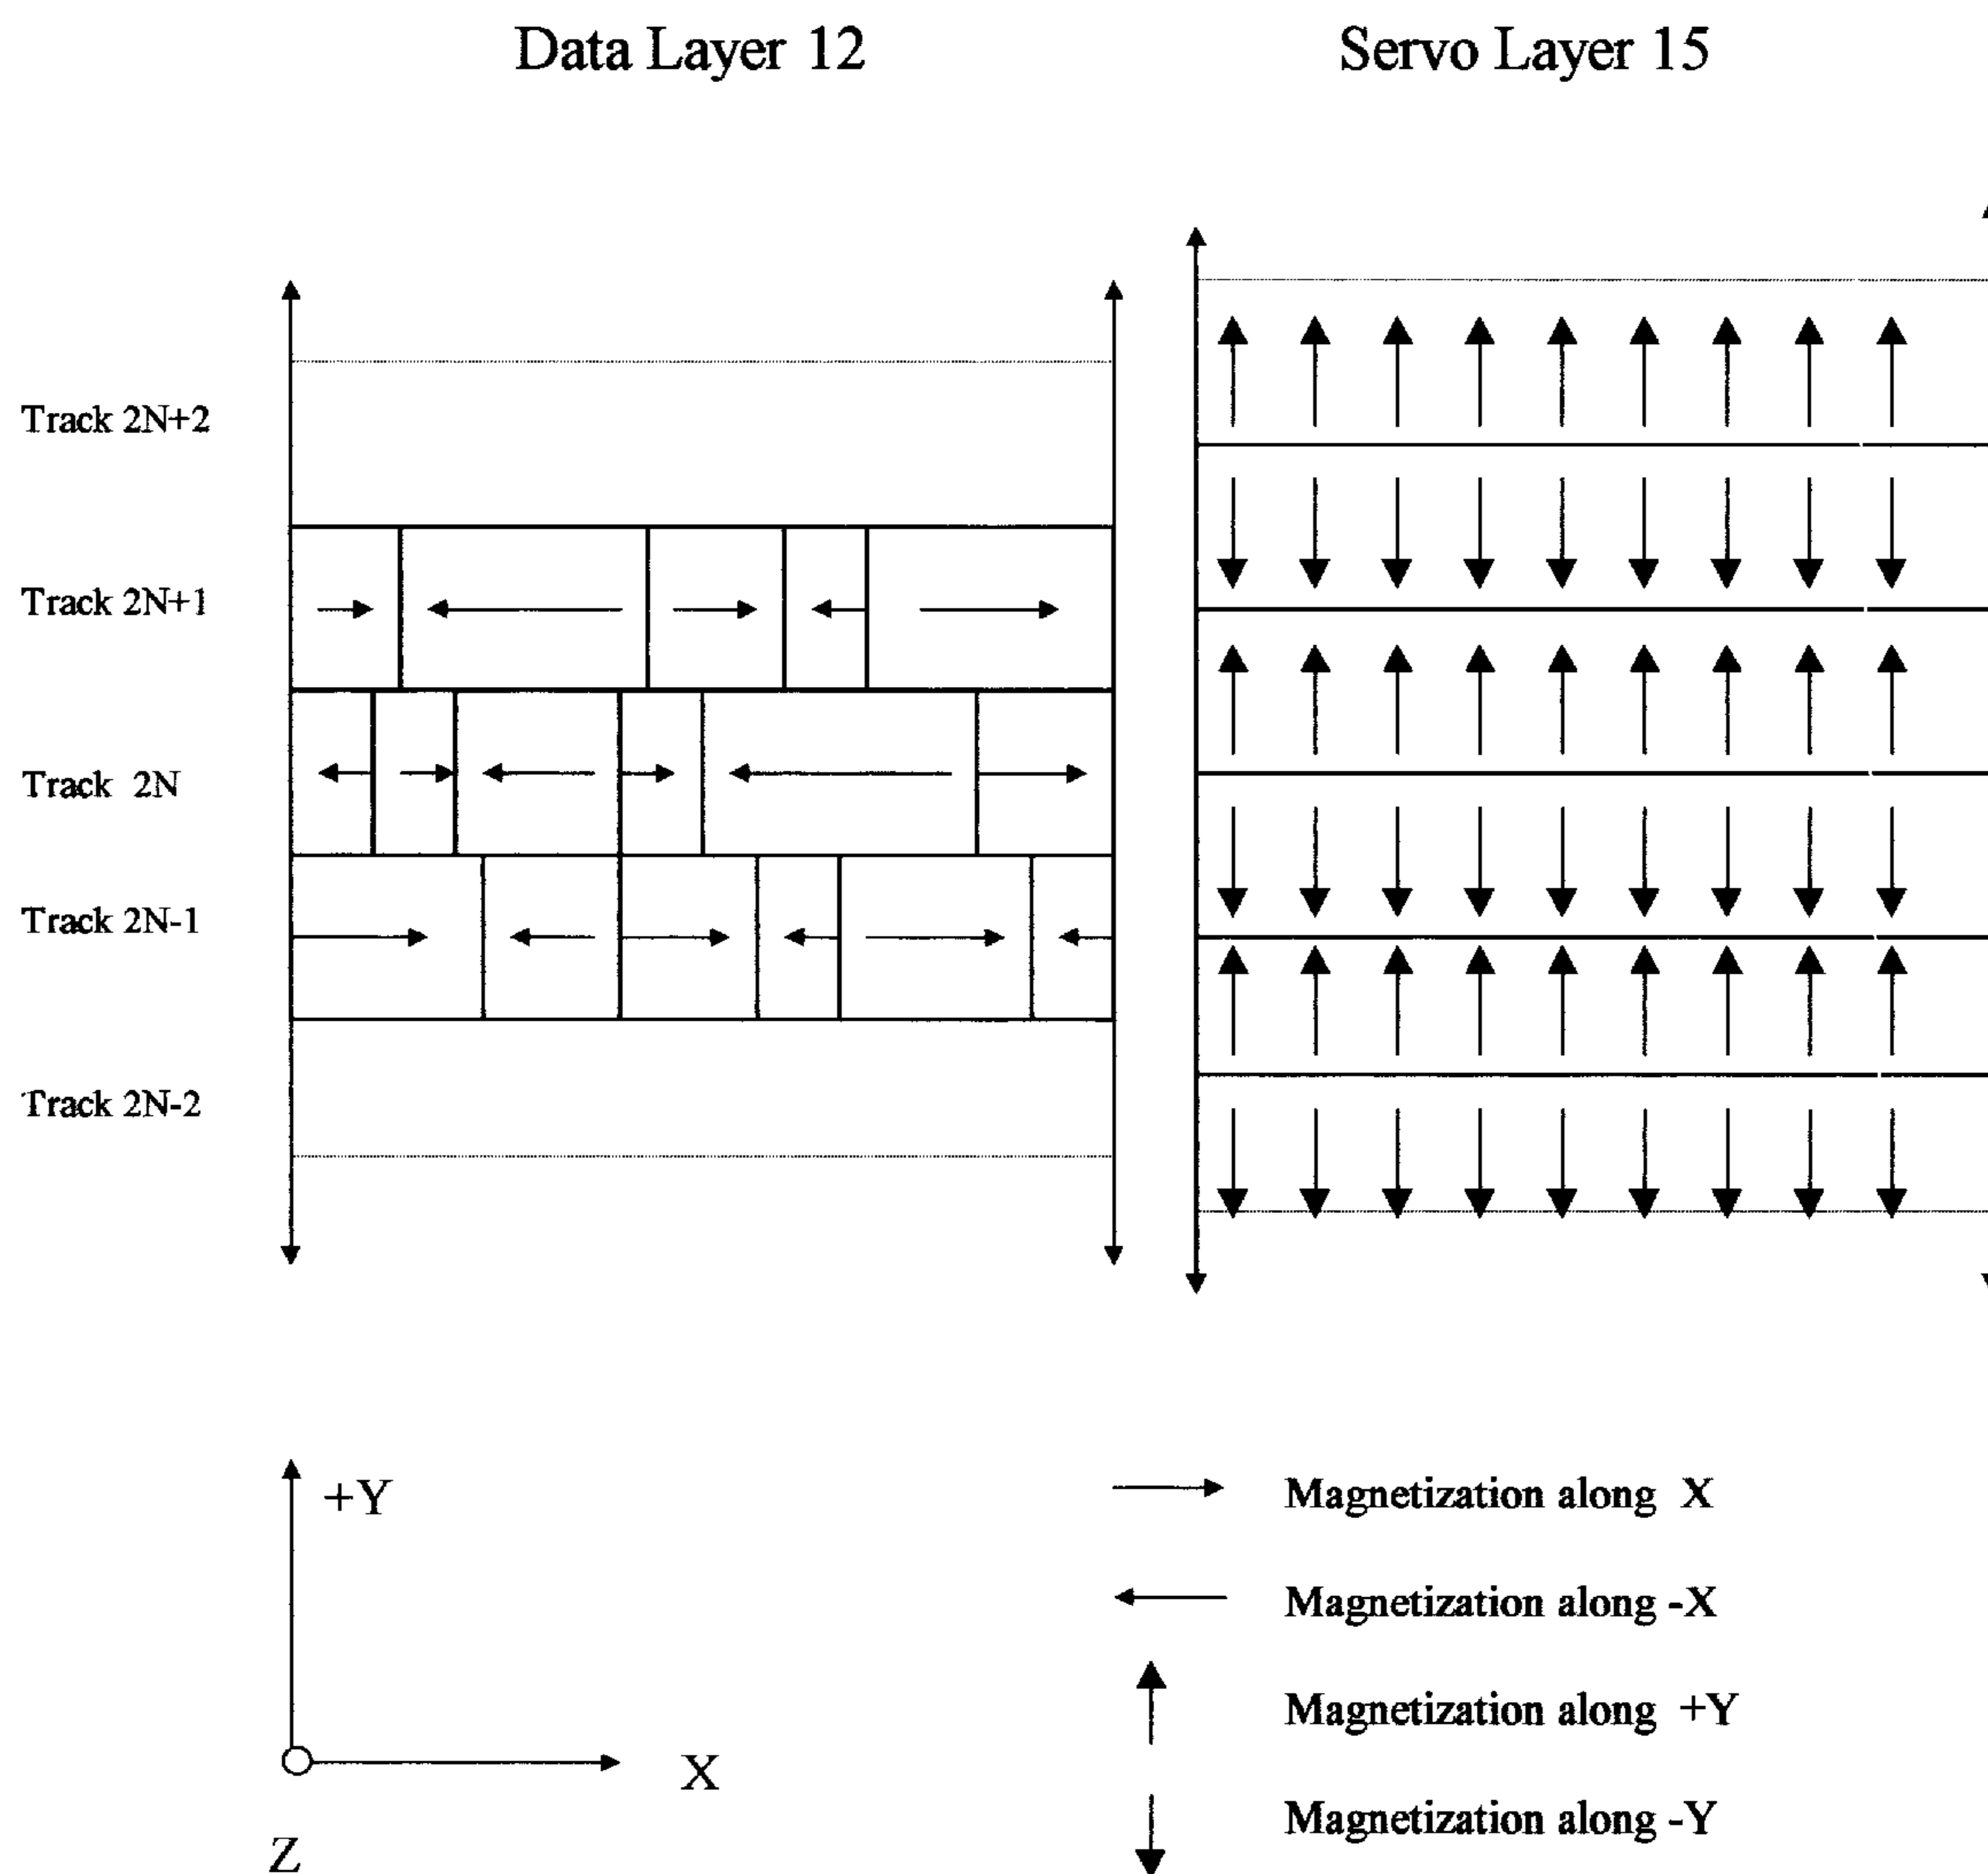 Data Layer 12
Servo Layer 15
Track 2N+2
Track 2N+1
Track 2N
Track 2N-1
Track 2N-2
+Y
X
Z
Magnetization along X
Magnetization along -X
Magnetization along +Y
Magnetization along -Y